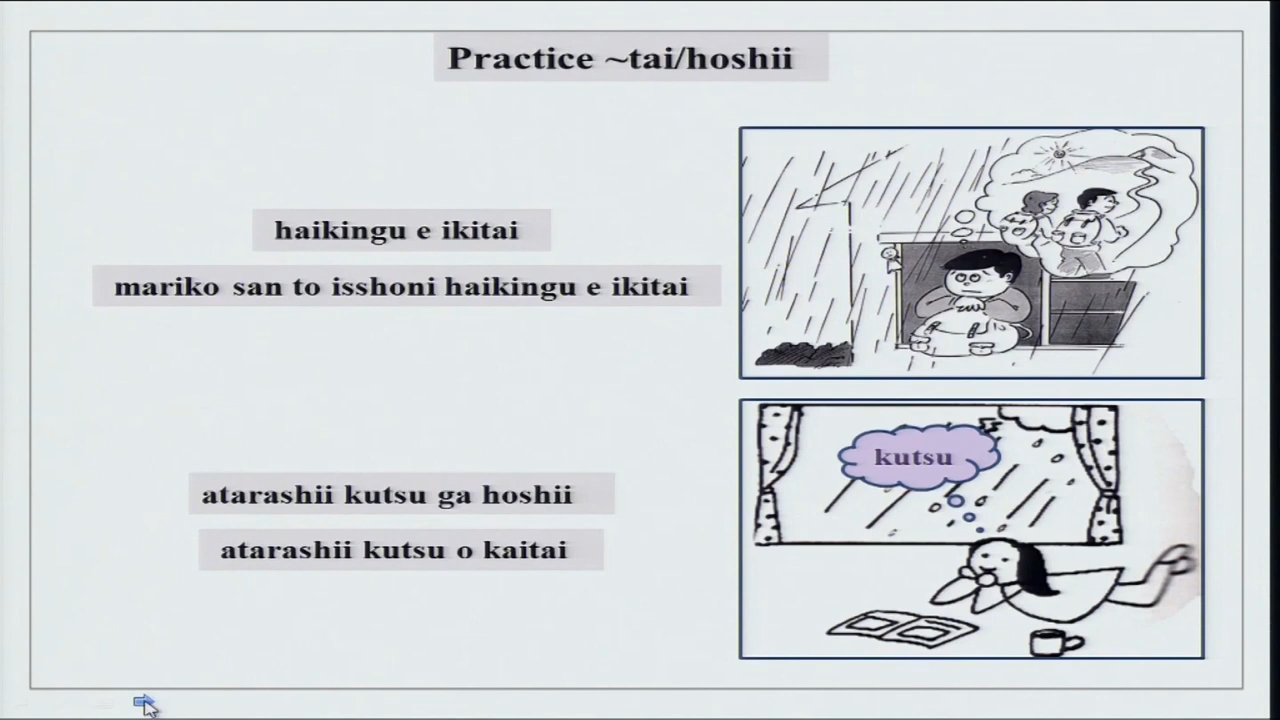 Practice ~tai/hoshii
haikingu e ikitai
mariko san to isshoni haikingu e ikitai
kutsu
atarashii kutsu ga hoshii
atarashii kutsu o kaitai